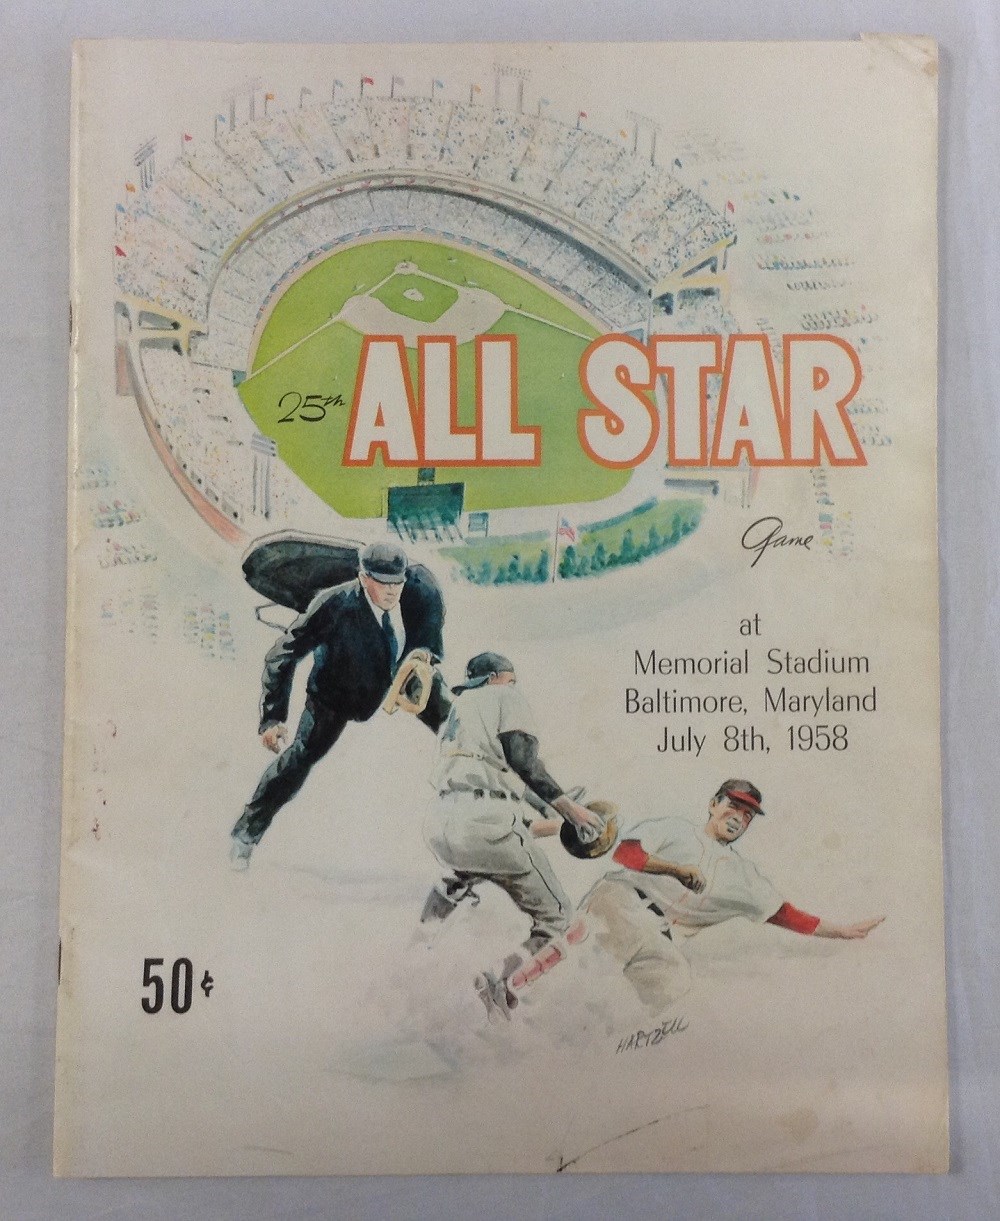 25th ALL STAR
Game
at
Memorial Stadium
Baltimore, Maryland
July 8th, 1958
50¢
HARTZELL